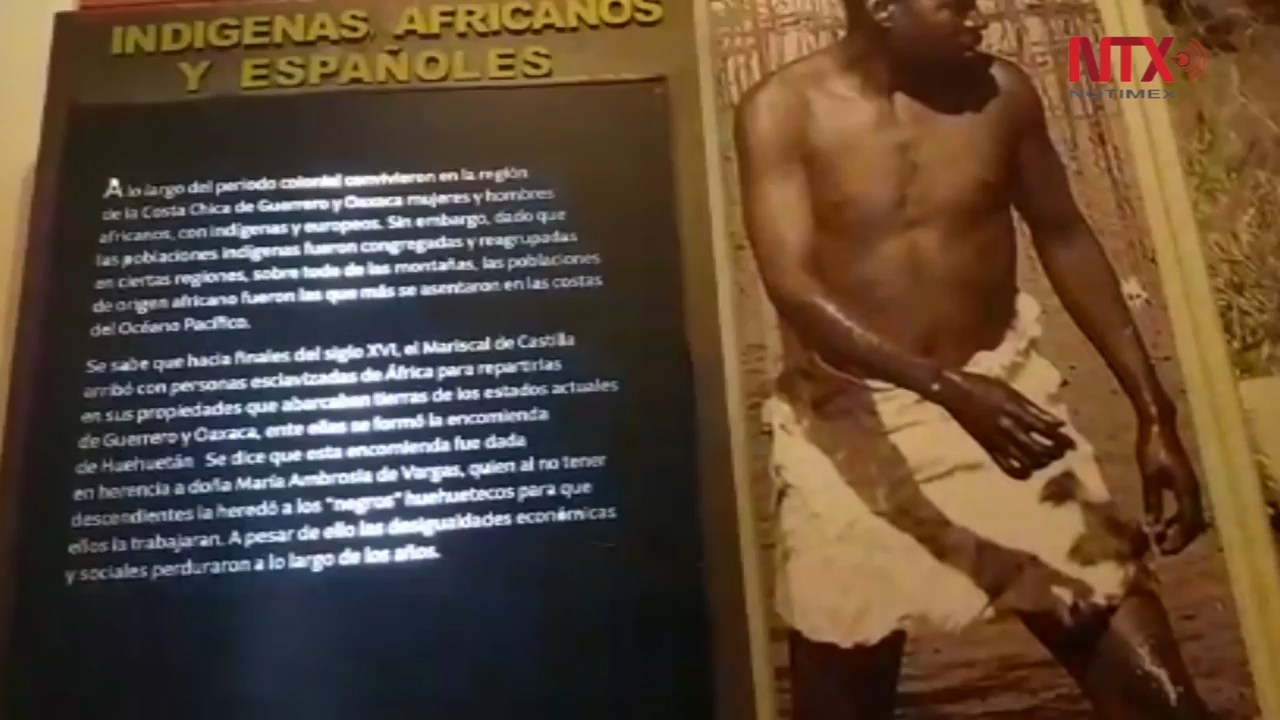 INDIGENAS, AFRICANOS
Y ESPAÑOLES
A lo largo del periodo colonial convivieron en la región
de la Costa Chica de Guerrero y Oaxaca mujeres y hombres
africanos, con indígenas y europeos. Sin embargo, dado que
las poblaciones indígenas fueron congregadas y reagrupadas
en ciertas regiones, sobre todo de las montañas, las poblaciones
de origen africano fueron las que más se asentaron en las costas
del Océano Pacífico.
Se sabe que hacia finales del siglo XVI, el Mariscal de Castilla
arribó con personas esclavizadas de África para repartirlas
en sus propiedades que abarcaban tierras de los estados actuales
de Guerrero y Oaxaca, ente ellas se formó la encomienda
de Huehuetán Se dice que esta encomienda fue dada
en herencia a doña María Ambrosia de Vargas, quien al no tener
descendientes la heredó a los "negros" huehuetecos para que
ellos la trabajaran. A pesar de ello las desigualdades económicas
y sociales perduraron a lo largo de los años.
NTX
NOTIMEX